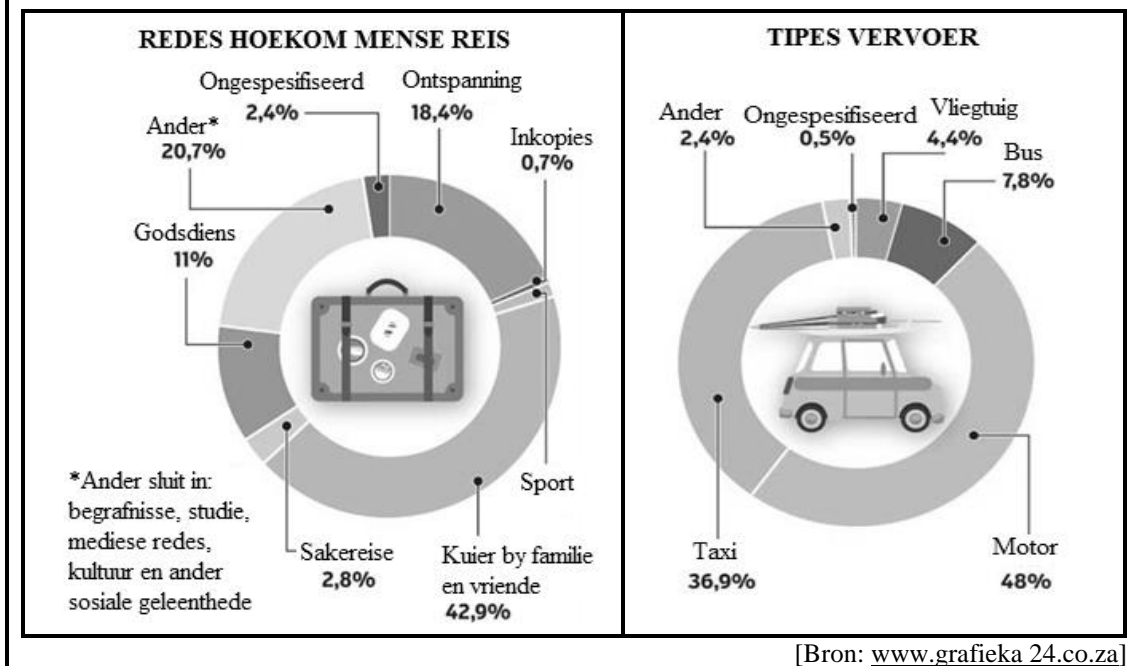 REDES HOEKOM MENSE REIS
Ongespesifiseerd
2,4%
Ontspanning
18,4%
Ander*
20,7%
Inkopies
0,7%
Godsdiens
11%
Sport
*Ander sluit in:
begrafnisse, studie,
mediese redes,
kultuur en ander
sosiale geleenthede
Sakereise
2,8%
Kuier by familie
en vriende
42,9%
TIPES VERVOER
Ander
2,4%
Ongespesifiseerd
0,5%
Vliegtuig
4,4%
Bus
7,8%
Taxi
36,9%
Motor
48%
[Bron: www.grafieka 24.co.za]